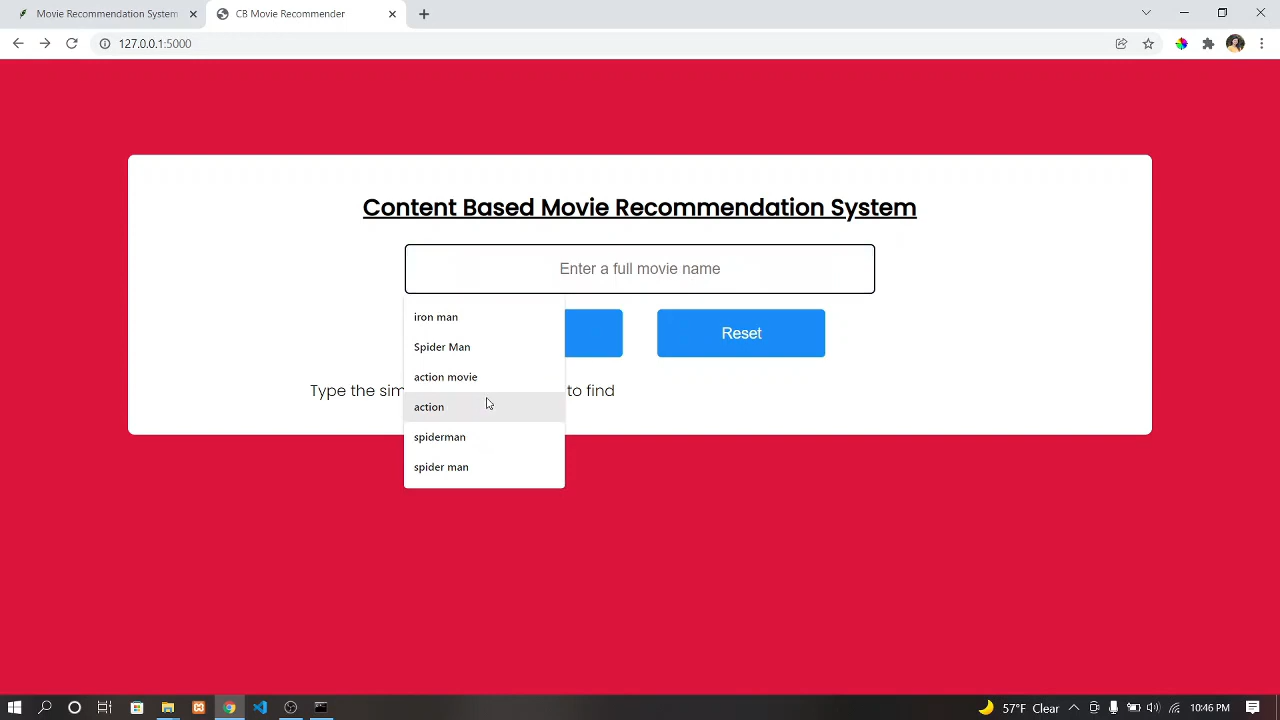 Movie Recommendation System
CB Movie Recommender
127.0.0.1:5000
Content Based Movie Recommendation System
Enter a full movie name
iron man
Spider Man
action movie
action
spiderman
spider man
Reset
Type the sim
to find
57°F Clear
10:46 PM